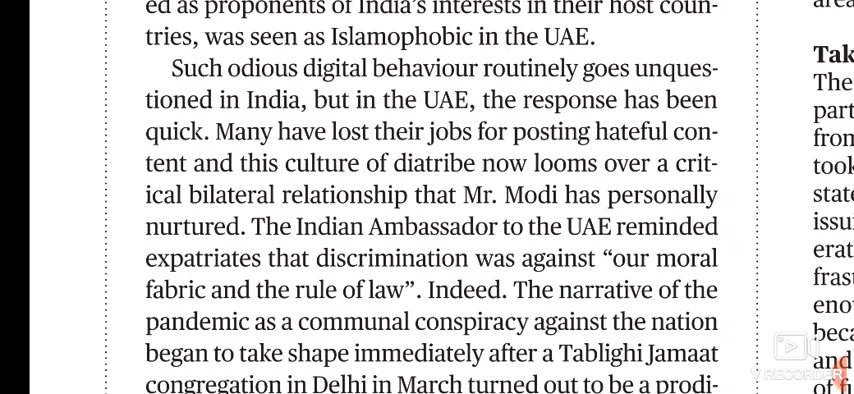 ed as proponents of India's interests in their host coun-
tries, was seen as Islamophobic in the UAE.
Such odious digital behaviour routinely goes unques-
tioned in India, but in the UAE, the response has been
quick. Many have lost their jobs for posting hateful con-
tent and this culture of diatribe now looms over a crit-
ical bilateral relationship that Mr. Modi has personally
nurtured. The Indian Ambassador to the UAE reminded
expatriates that discrimination was against “our moral
fabric and the rule of law”. Indeed. The narrative of the
pandemic as a communal conspiracy against the nation
began to take shape immediately after a Tablighi Jamaat
congregation in Delhi in March turned out to be a prodi-
Tak
The
part
from
took
state
issu
erat
fras
eno
beca
and
of fi
V RECORDER